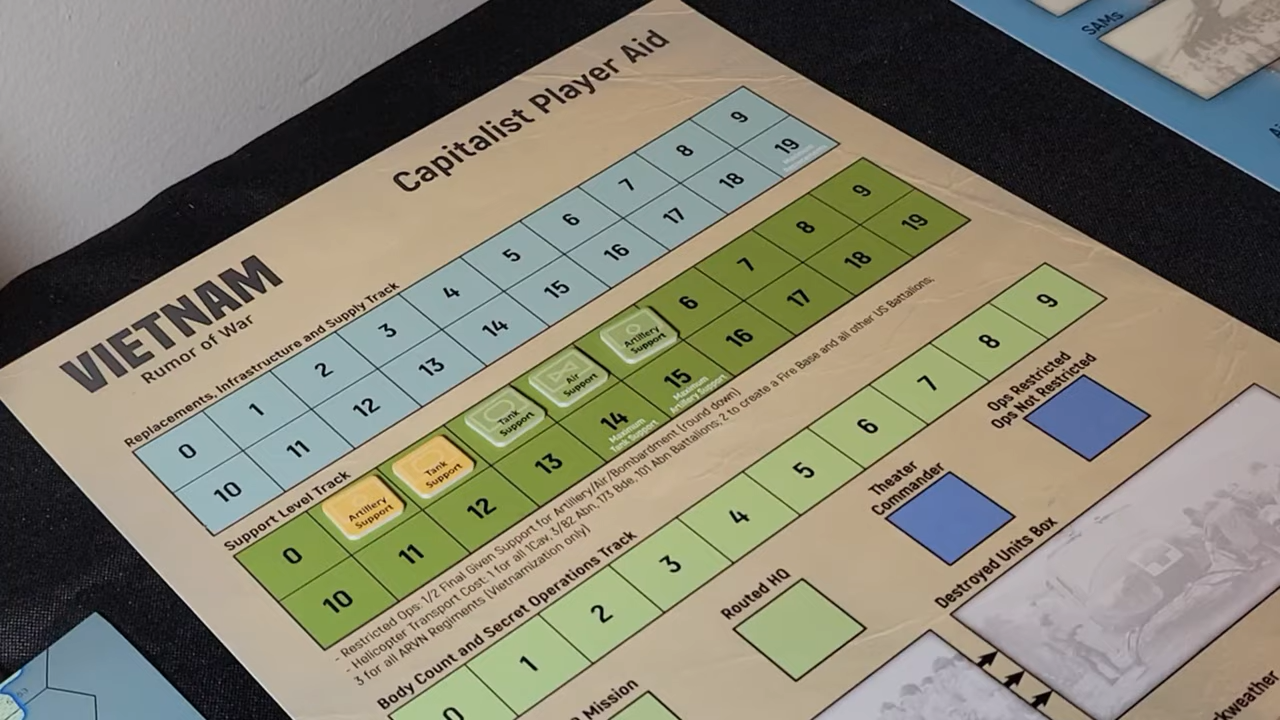 SAMs
Capitalist Player Aid
VIETNAM
Rumor of War
Replacements, Infrastructure and Supply Track
0 1 2 3 4 5 6 7 8 9
10 11 12 13 14 15 16 17 18 19
Maximum
Support Level Track
0 Artillery Support Tank Support Tank Support Air Support Artillery Support 6 7 8 9
10 11 12 13 14 15 16 17 18 19
Maximum
Tank Support
Maximum
Artillery Support
- Restricted Ops: 1/2 Final Given Support for Artillery/Air/Bombardment (round down)
- Helicopter Transport Cost: 1 for all 1Cav, 3/82 Abn, 173 Bde, 101 Abn Battalions; 2 to create a Fire Base and all other US Battalions;
3 for all ARVN Regiments (Vietnamization only)
Body Count and Secret Operations Track
0 1 2 3 4 5 6 7 8 9
Ops Restricted
Ops Not Restricted
Theater
Commander
Routed HQ
Destroyed Units Box
Mission